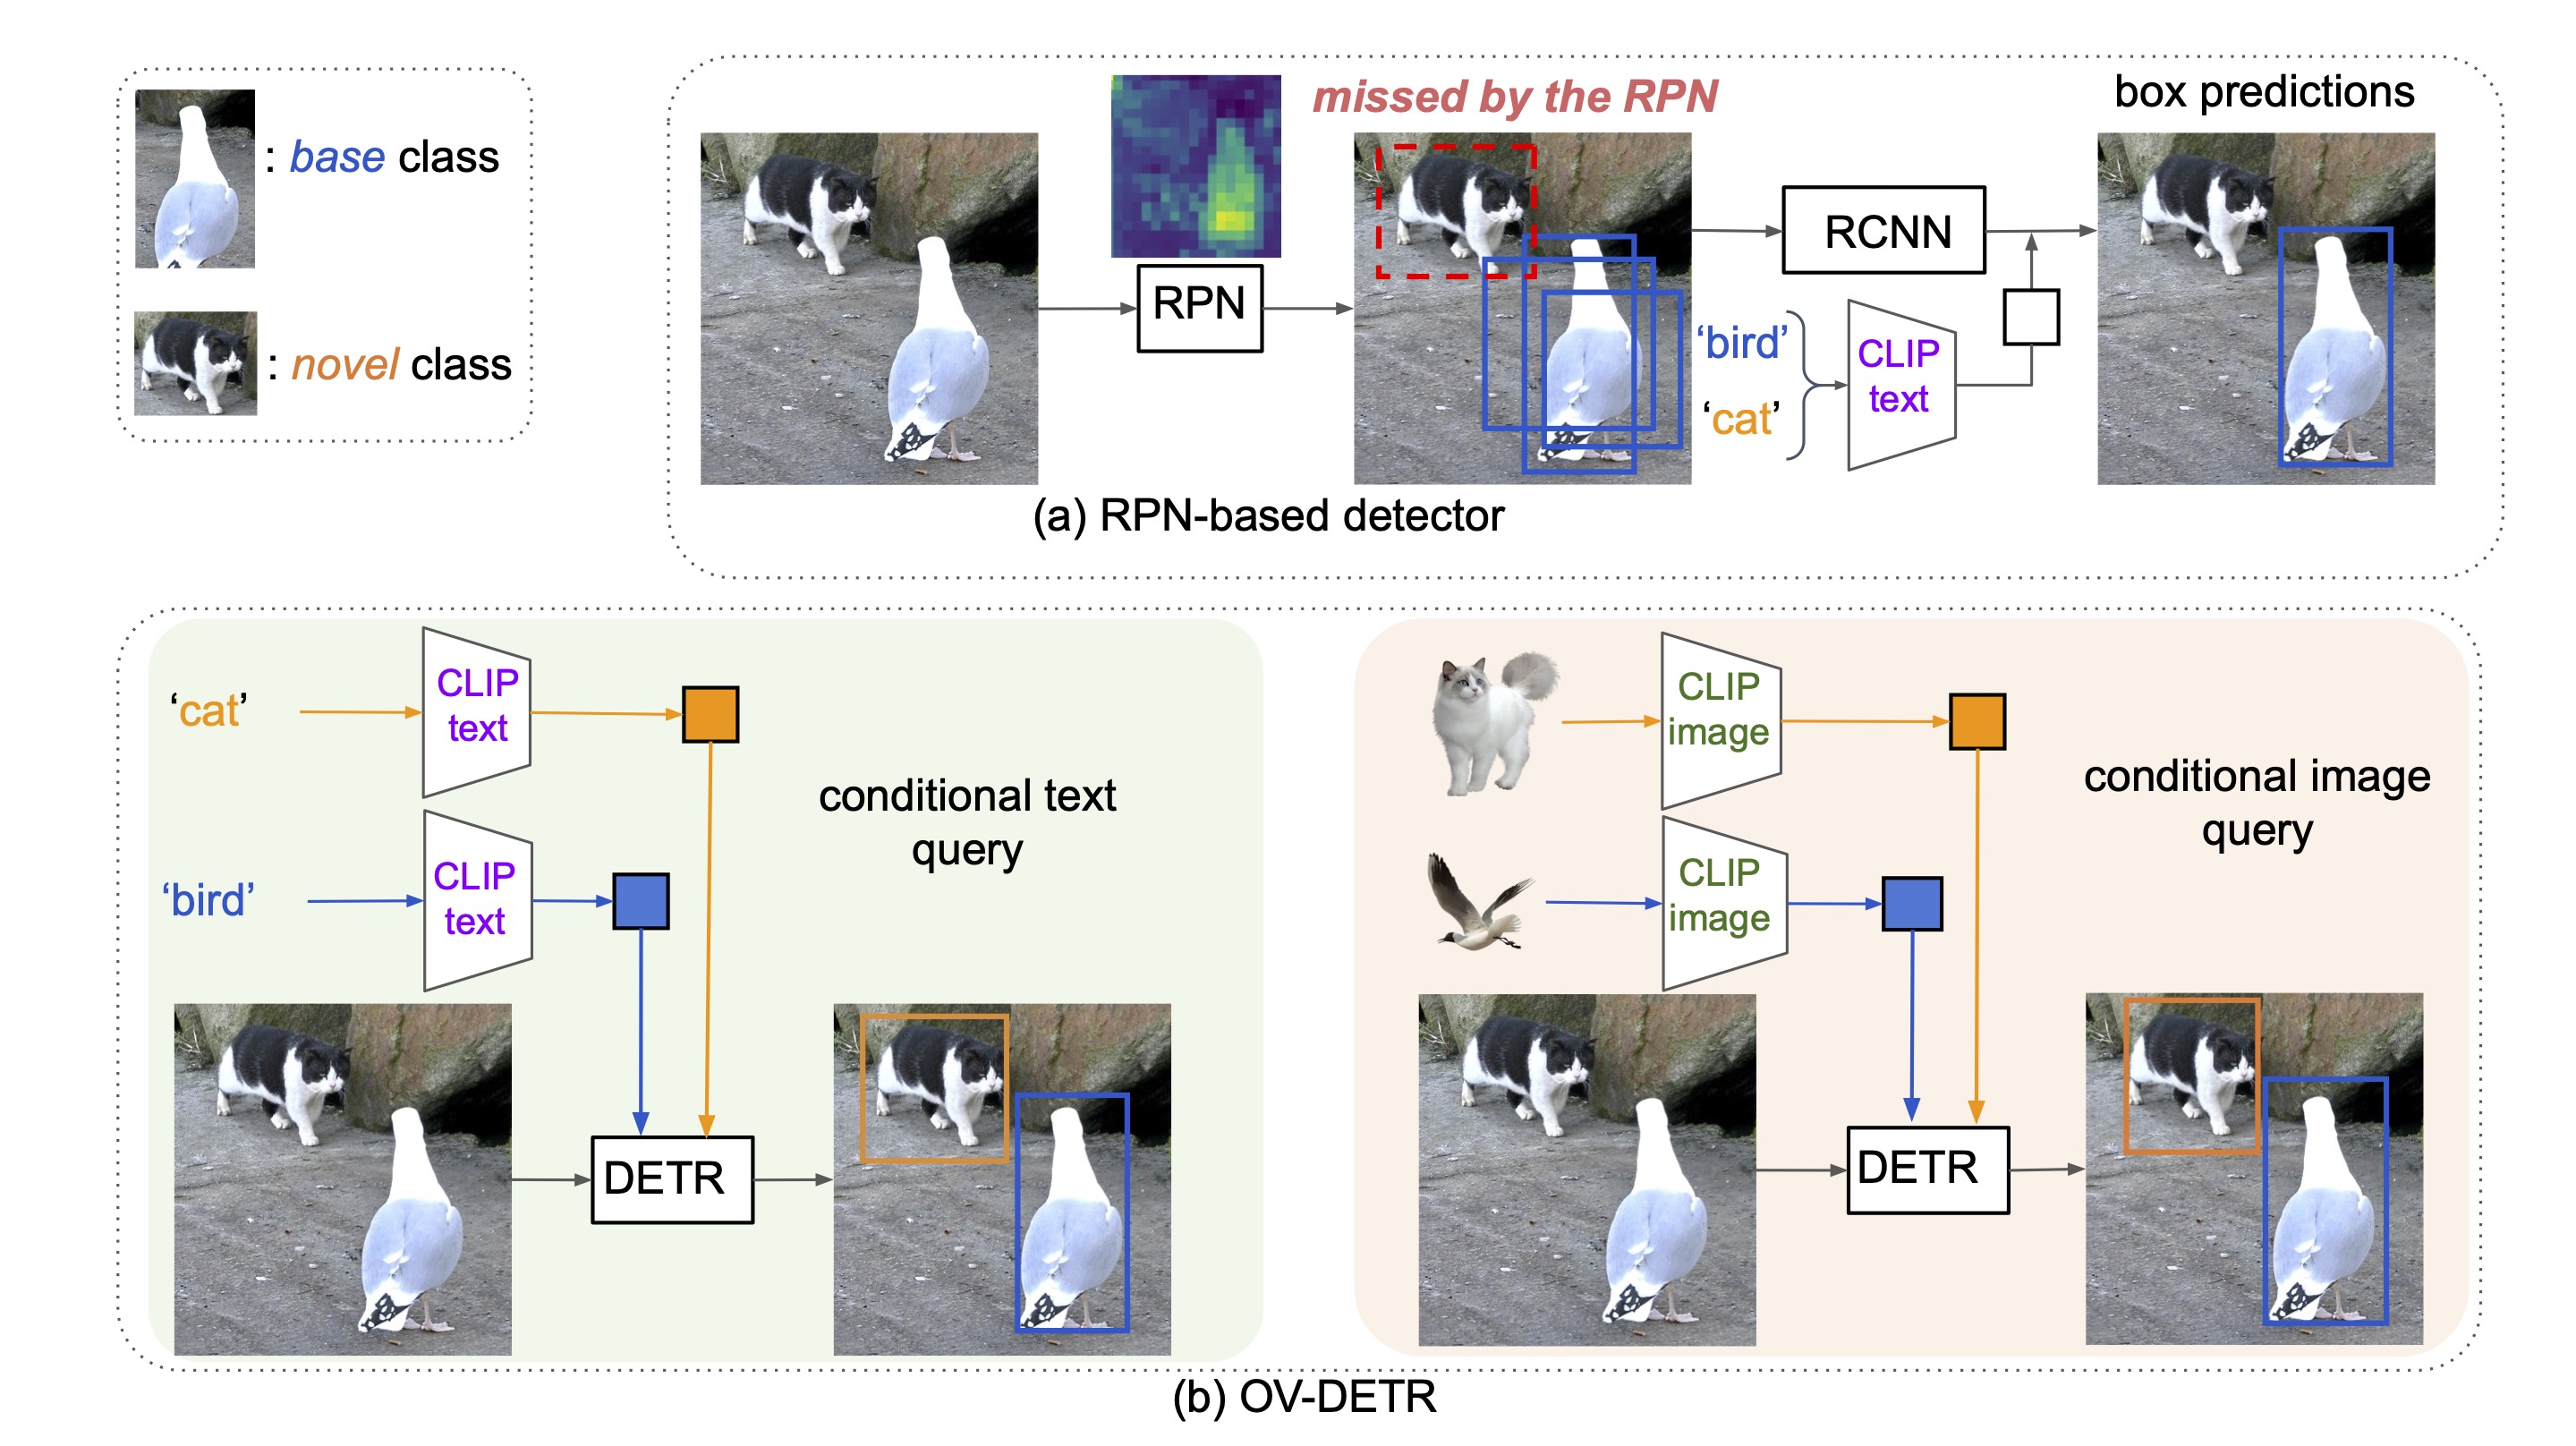 : base class
: novel class
missed by the RPN
box predictions
RPN
RCNN
‘bird’
‘cat’
CLIP
text
(a) RPN-based detector
‘cat’
CLIP
text
‘bird’
CLIP
text
conditional text
query
DETR
CLIP
image
CLIP
image
conditional image
query
DETR
(b) OV-DETR